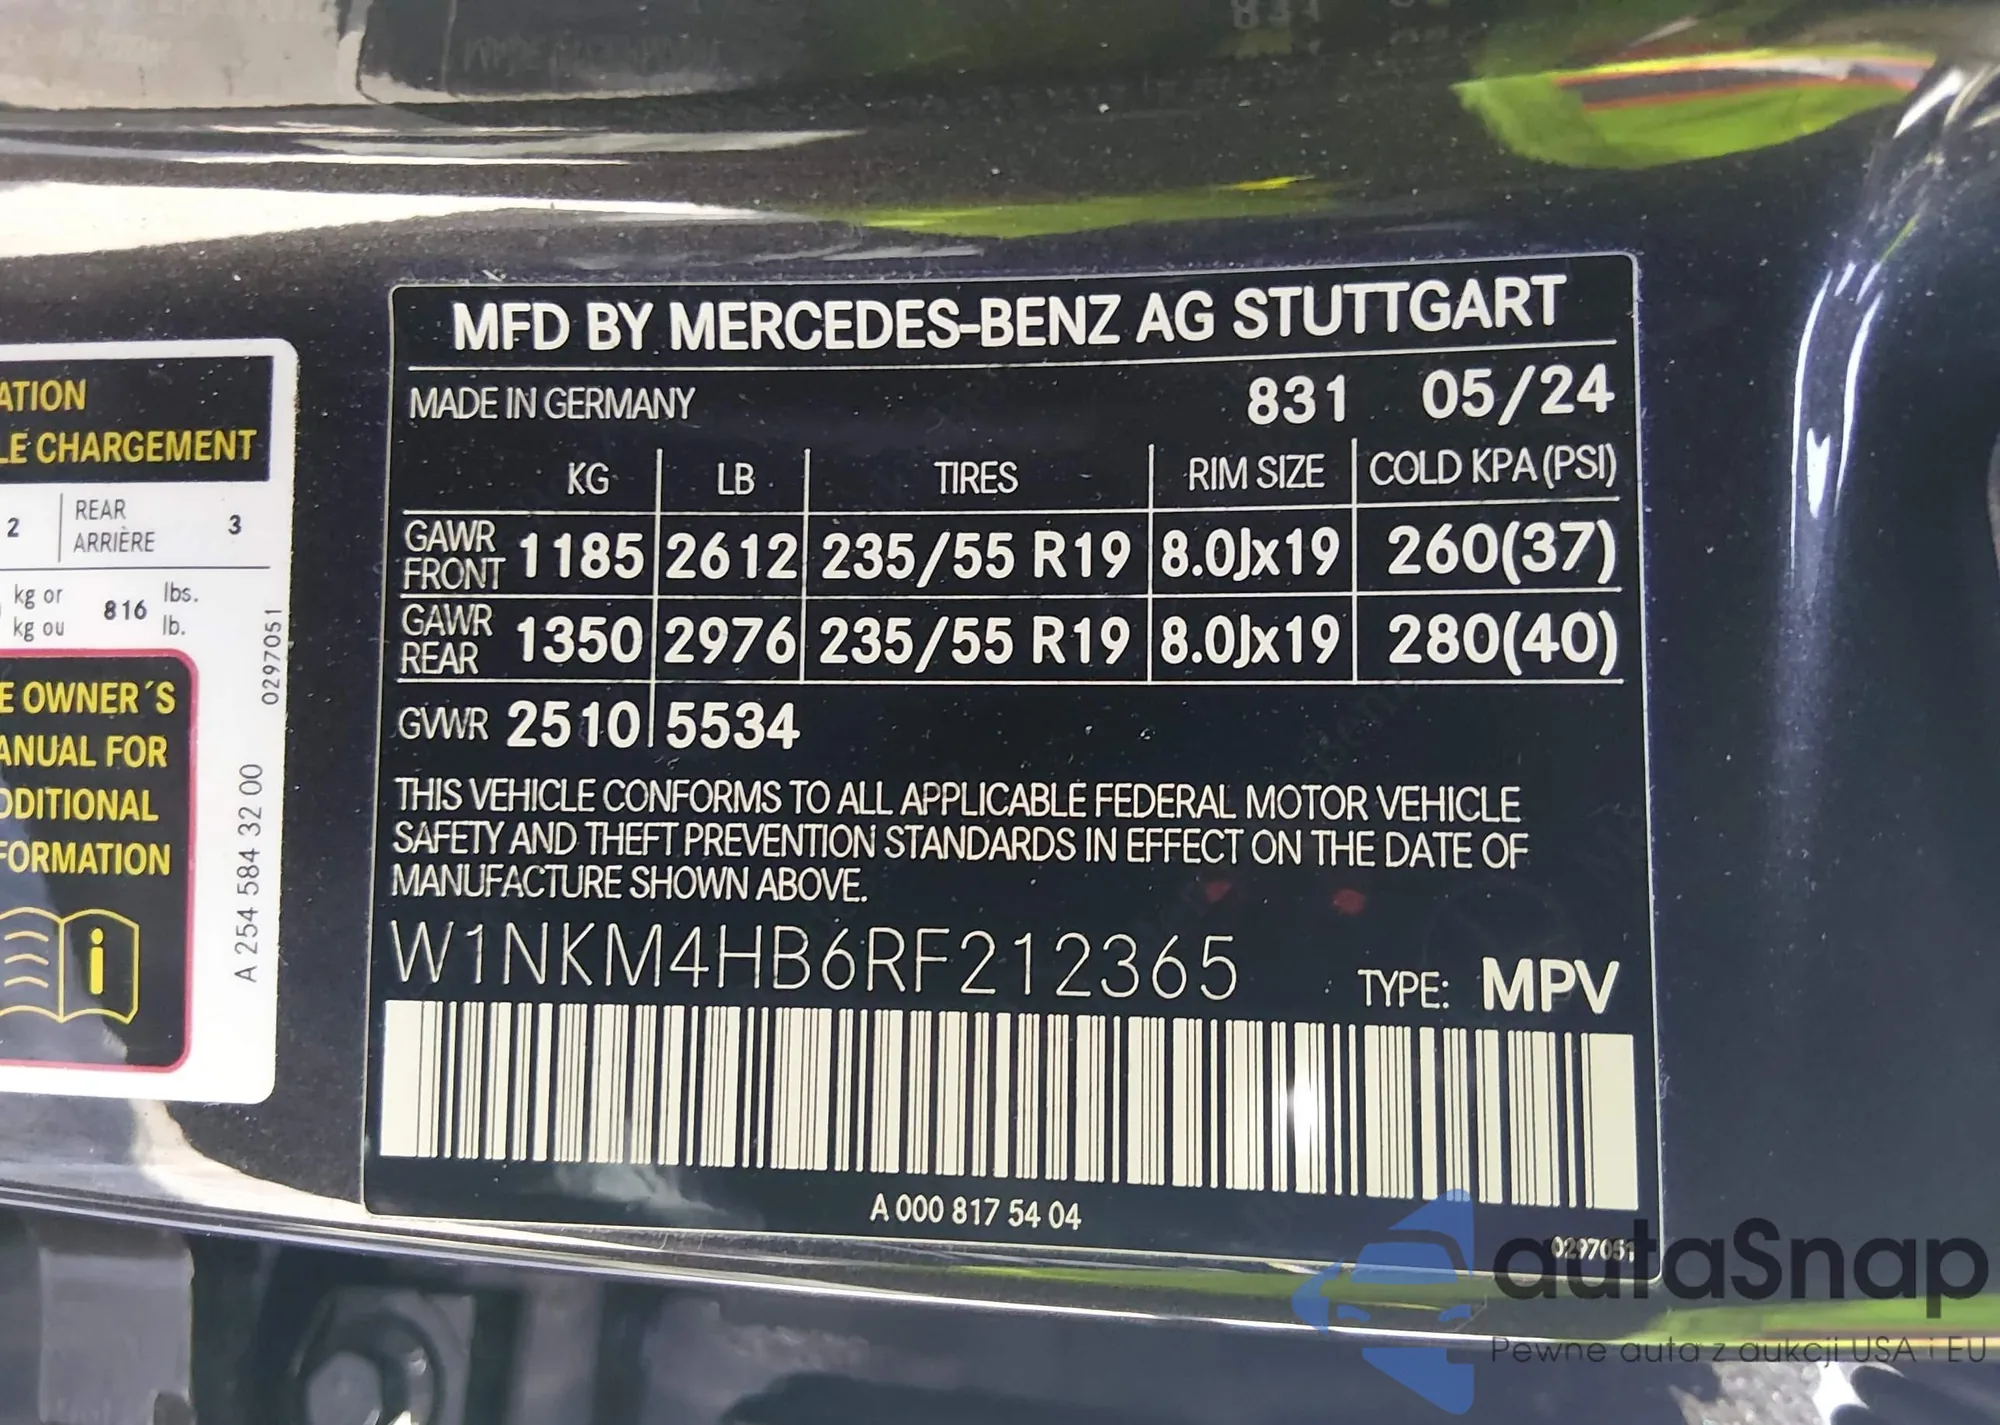 ATION
LE CHARGEMENT
2 REAR ARRIÈRE 3
kg or kg ou 816 lbs. lb.
E OWNER´S
ANUAL FOR
DDITIONAL
FORMATION
i
0297051
A 254 584 32 00
MFD BY MERCEDES-BENZ AG STUTTGART
MADE IN GERMANY 831 05/24
KG LB TIRES RIM SIZE COLD KPA (PSI)
GAWR FRONT 1185 2612 235/55 R19 8.0Jx19 260(37)
GAWR REAR 1350 2976 235/55 R19 8.0Jx19 280(40)
GVWR 2510 5534
THIS VEHICLE CONFORMS TO ALL APPLICABLE FEDERAL MOTOR VEHICLE
SAFETY AND THEFT PREVENTION STANDARDS IN EFFECT ON THE DATE OF
MANUFACTURE SHOWN ABOVE.
W1NKM4HB6RF212365 TYPE: MPV
A 000 817 54 04
0297051
autaSnap
Pewne auta z aukcji USA i EU